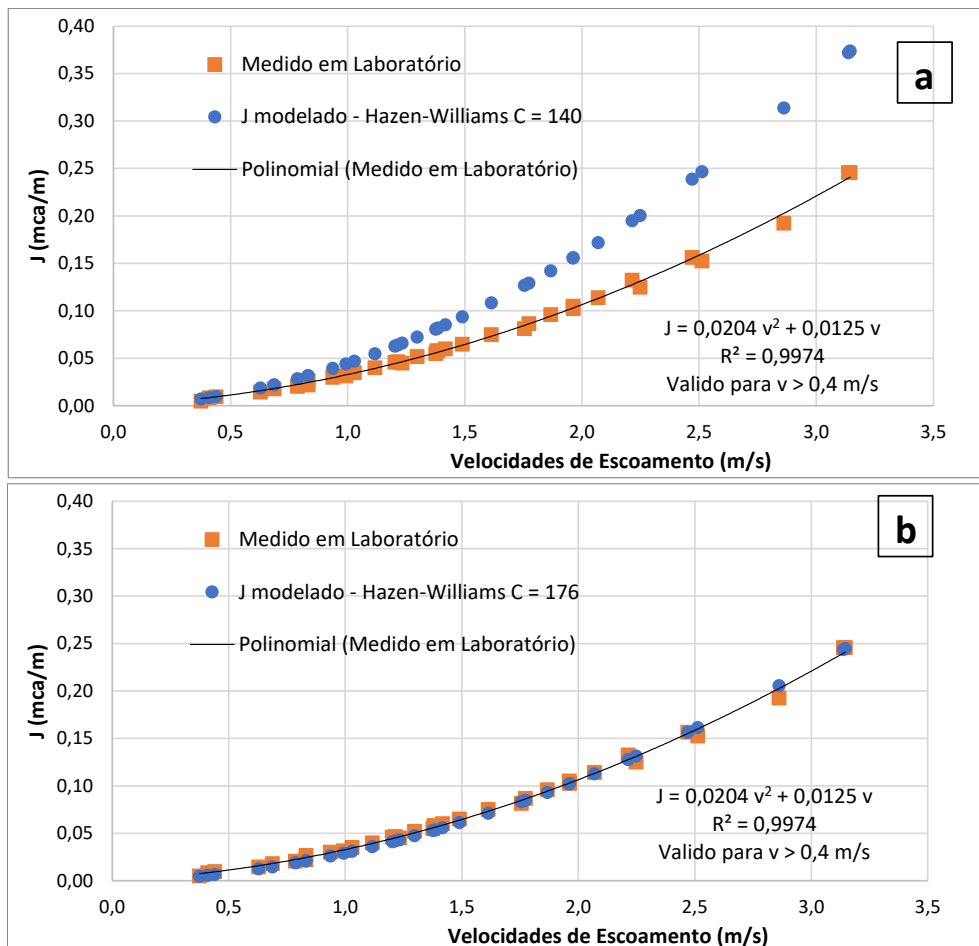 0,40
0,35
0,30
0,25
0,20
0,15
0,10
0,05
0,00
J (mca/m)
Medido em Laboratório
J modelado - Hazen-Williams C = 140
Polinomial (Medido em Laboratório)
a
J = 0,0204 v² + 0,0125 v
R² = 0,9974
Valido para v > 0,4 m/s
0,0 0,5 1,0 1,5 2,0 2,5 3,0 3,5
Velocidades de Escoamento (m/s)
0,40
0,35
0,30
0,25
0,20
0,15
0,10
0,05
0,00
J (mca/m)
Medido em Laboratório
J modelado - Hazen-Williams C = 176
Polinomial (Medido em Laboratório)
b
J = 0,0204 v² + 0,0125 v
R² = 0,9974
Valido para v > 0,4 m/s
0,0 0,5 1,0 1,5 2,0 2,5 3,0 3,5
Velocidades de Escoamento (m/s)